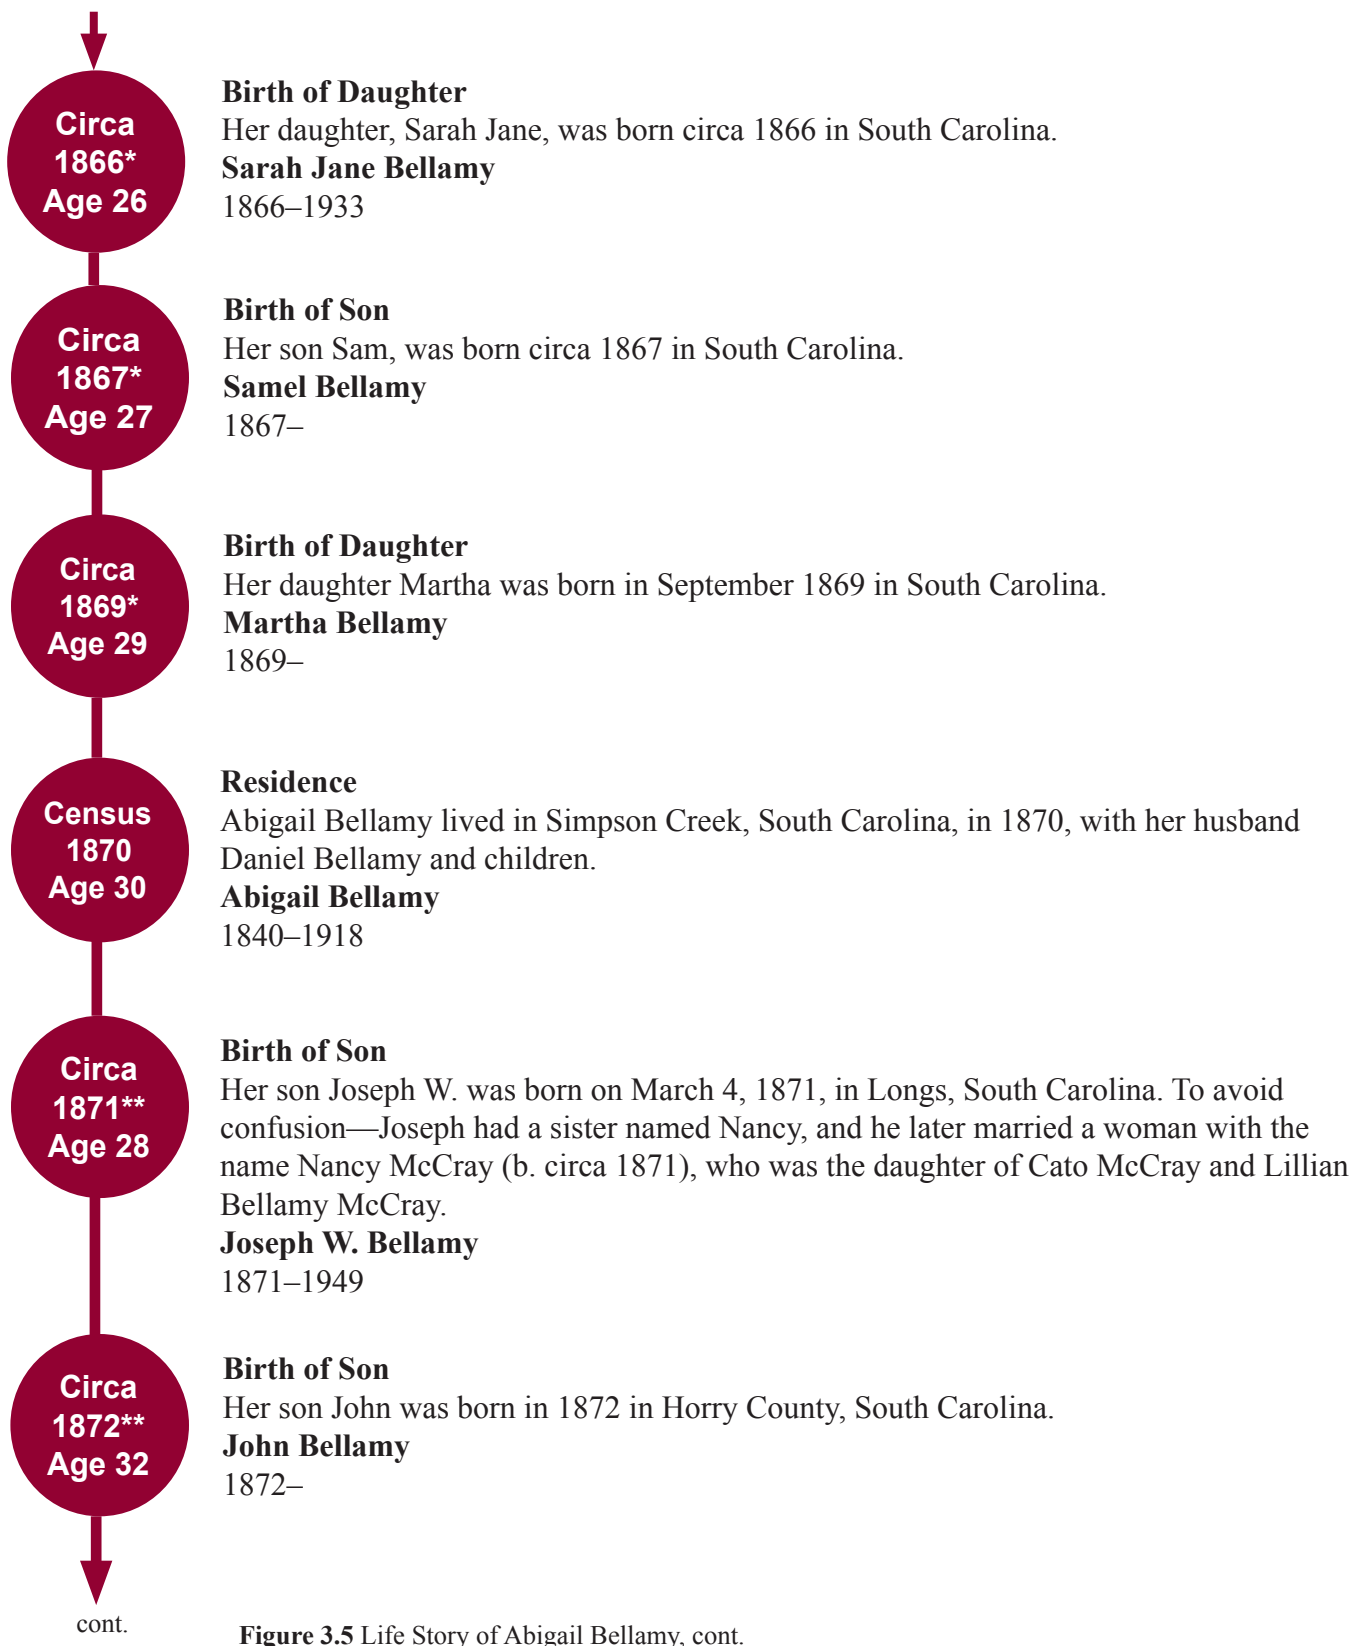 Circa
1866*
Age 26
Birth of Daughter
Her daughter, Sarah Jane, was born circa 1866 in South Carolina.
Sarah Jane Bellamy
1866–1933
Circa
1867*
Age 27
Birth of Son
Her son Sam, was born circa 1867 in South Carolina.
Samel Bellamy
1867–
Circa
1869*
Age 29
Birth of Daughter
Her daughter Martha was born in September 1869 in South Carolina.
Martha Bellamy
1869–
Census
1870
Age 30
Residence
Abigail Bellamy lived in Simpson Creek, South Carolina, in 1870, with her husband
Daniel Bellamy and children.
Abigail Bellamy
1840–1918
Circa
1871**
Age 28
Birth of Son
Her son Joseph W. was born on March 4, 1871, in Longs, South Carolina. To avoid
confusion—Joseph had a sister named Nancy, and he later married a woman with the
name Nancy McCray (b. circa 1871), who was the daughter of Cato McCray and Lillian
Bellamy McCray.
Joseph W. Bellamy
1871–1949
Circa
1872**
Age 32
Birth of Son
Her son John was born in 1872 in Horry County, South Carolina.
John Bellamy
1872–
cont.
Figure 3.5 Life Story of Abigail Bellamy, cont.